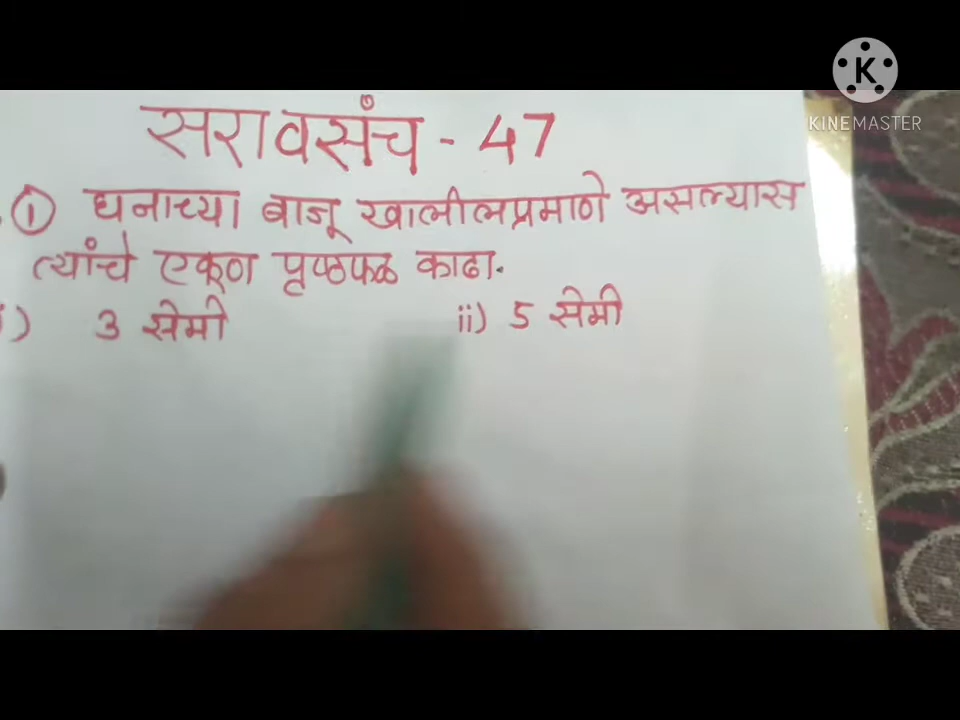 K
KINEMASTER
सरावसंच - 47
① घनाच्या बाजू खालीलप्रमाणे असल्यास
त्यांचे एकूण पृष्ठफळ काढा.
i) 3 सेमी ii) 5 सेमी